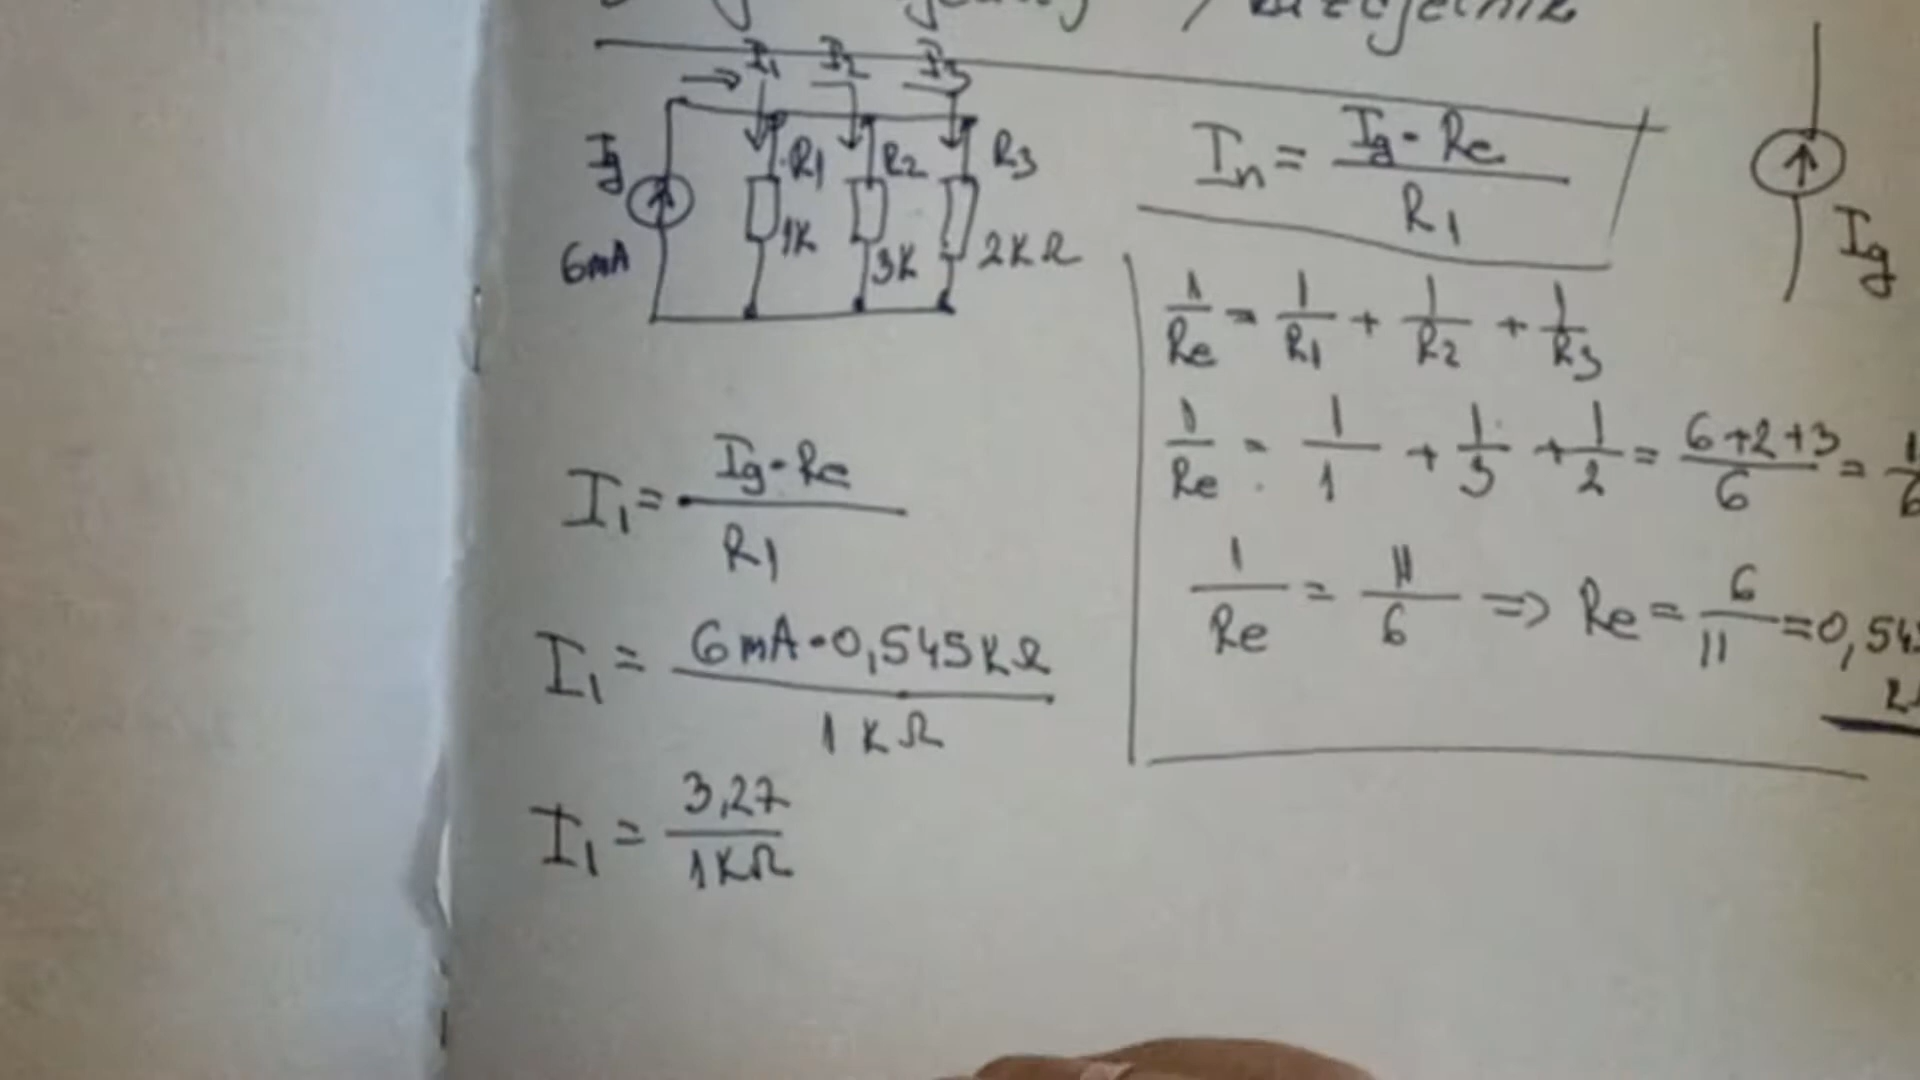 I1 I2 I3
Ig
6mA
R1
1K
R2
3K
R3
2KΩ
In = Ig · Re / R1
Ig
1/Re = 1/R1 + 1/R2 + 1/R3
1/Re = 1/1 + 1/3 + 1/2 = 6+2+3/6 =
1/Re = 11/6 => Re = 6/11 = 0,545
I1 = Ig · Re / R1
I1 = 6mA · 0,545KΩ / 1KΩ
I1 = 3,27 / 1KΩ